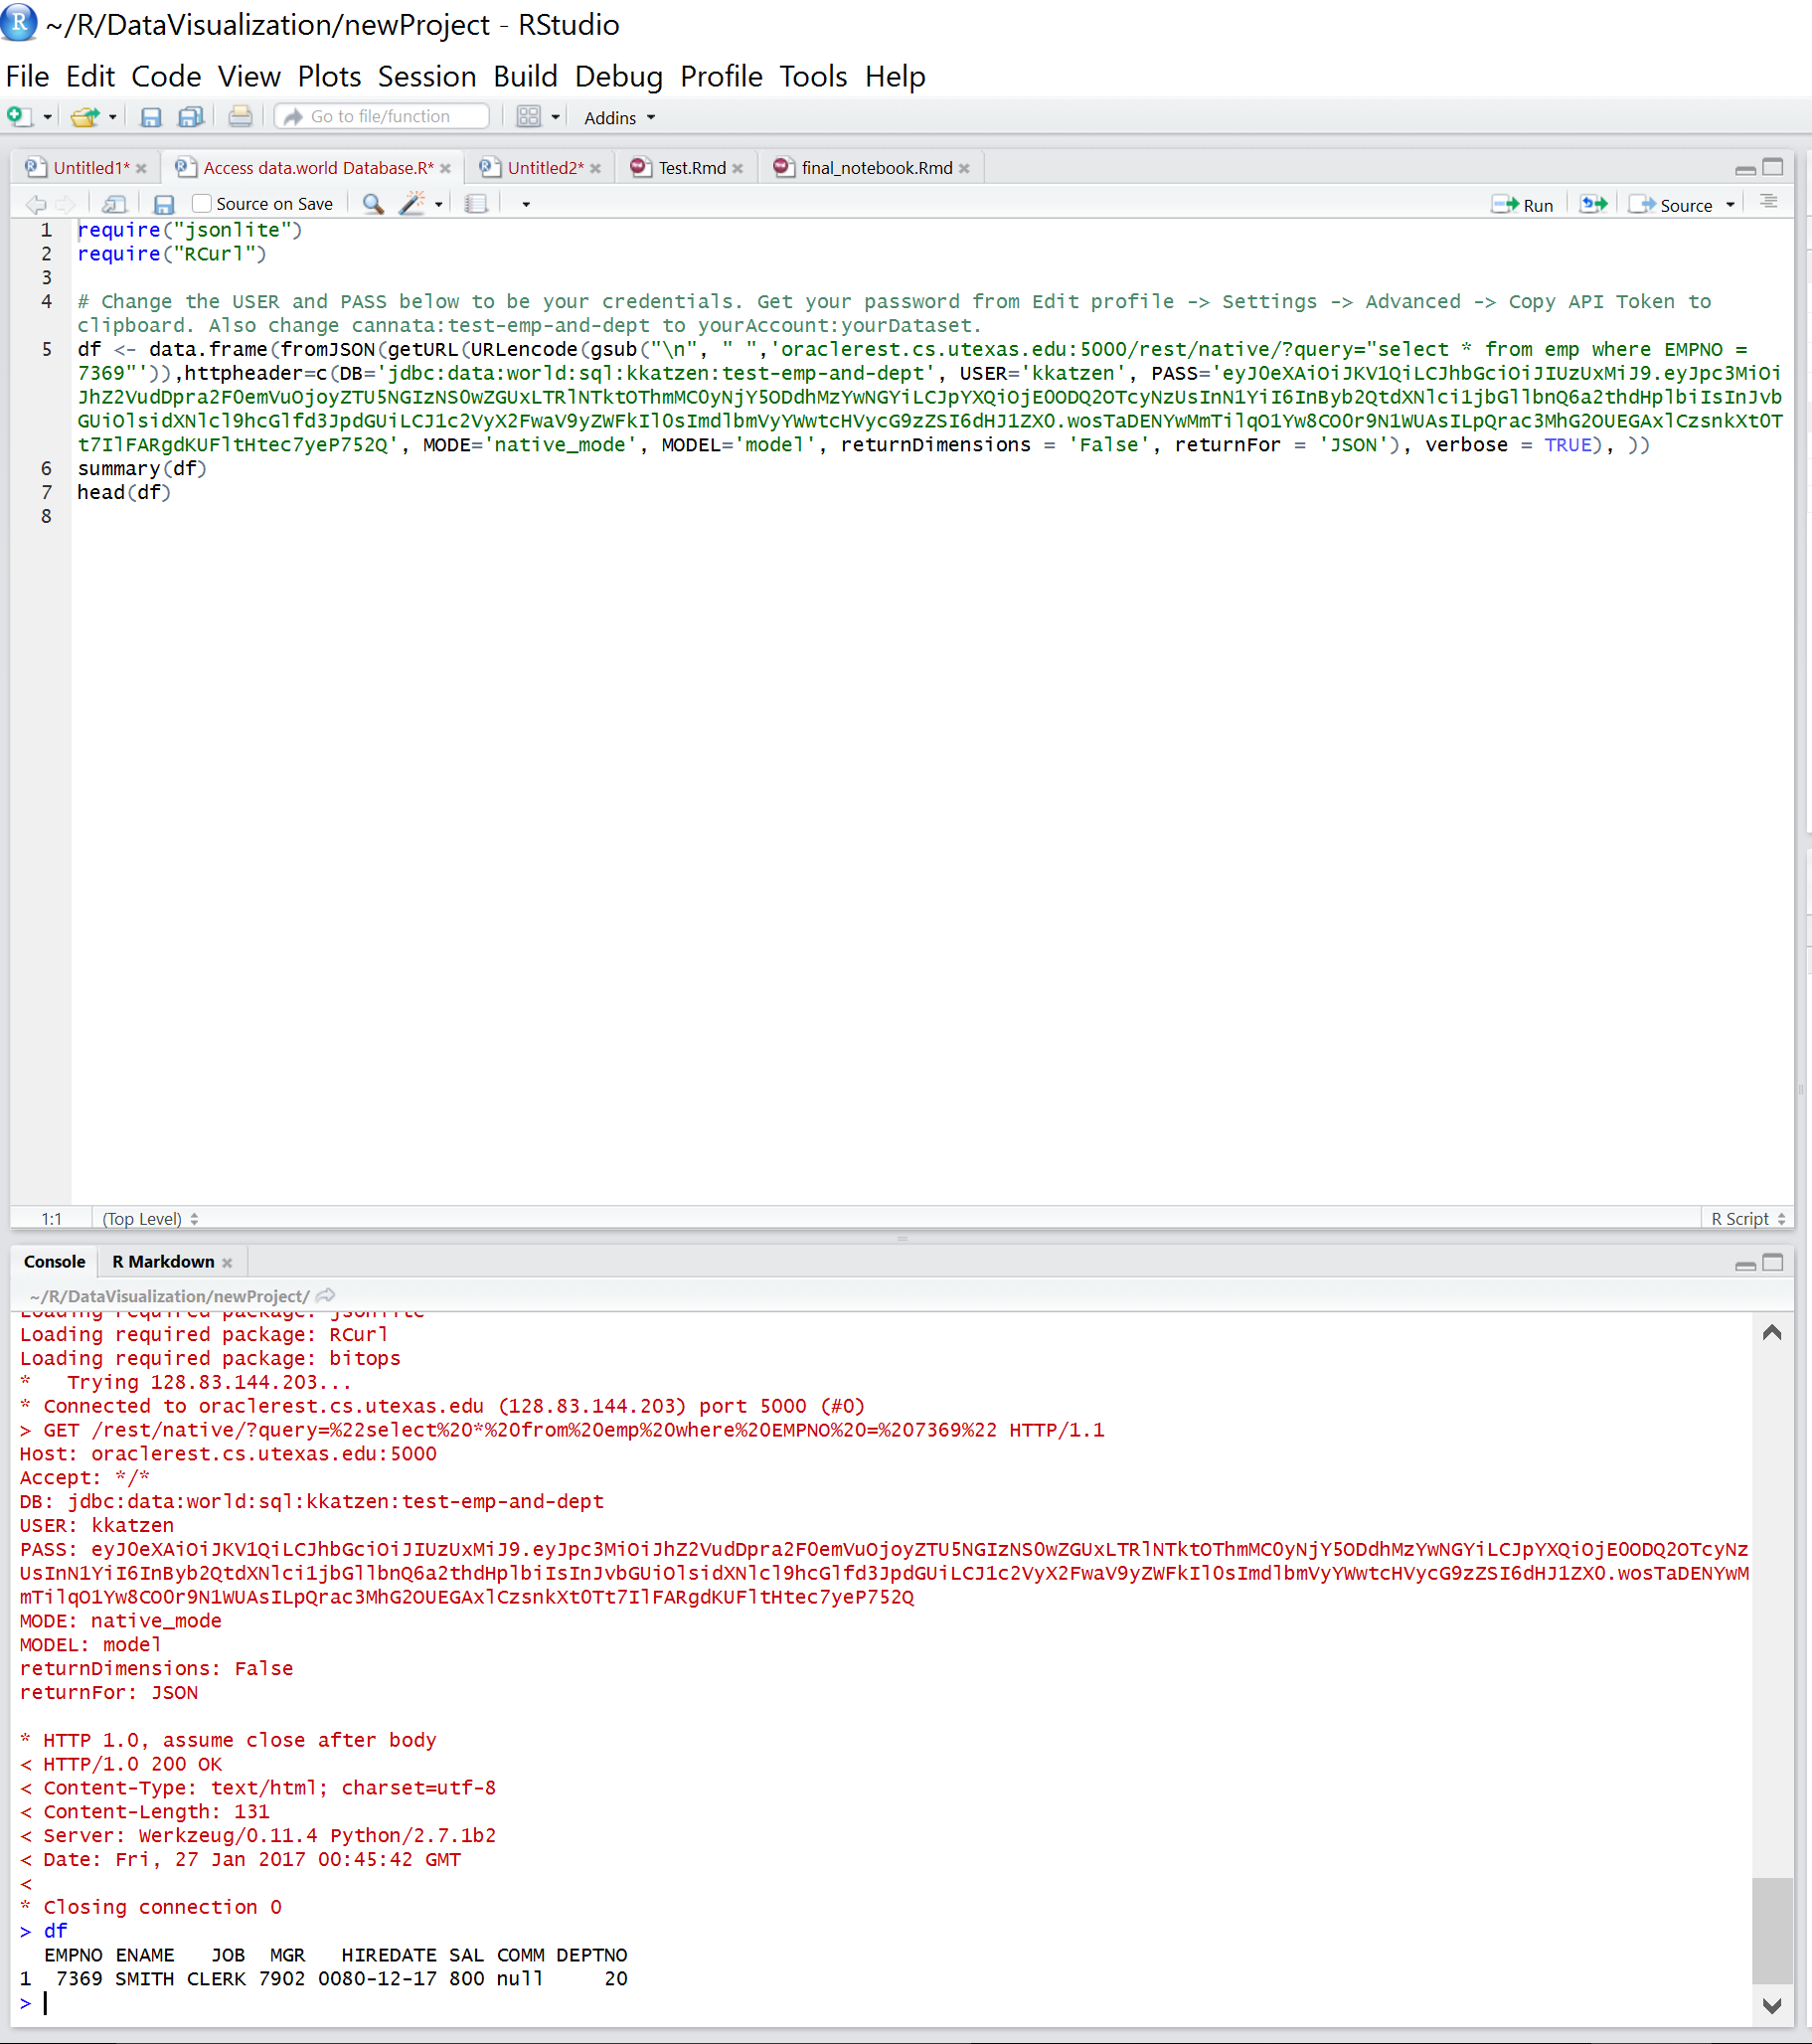 ~/R/DataVisualization/newProject - RStudio
File Edit Code View Plots Session Build Debug Profile Tools Help
Go to file/function Addins
Untitled1* Access data.world Database.R* Untitled2* Test.Rmd final_notebook.Rmd
Source on Save Run Source
1 require("jsonlite")
2 require("RCurl")
3
4 # Change the USER and PASS below to be your credentials. Get your password from Edit profile -> Settings -> Advanced -> Copy API Token to
clipboard. Also change cannata:test-emp-and-dept to yourAccount:yourDataset.
5 df <- data.frame(fromJSON(getURL(URLencode(gsub("\n", " ",'oraclerest.cs.utexas.edu:5000/rest/native/?query="select * from emp where EMPNO =
7369"')),httpheader=c(DB='jdbc:data:world:sql:kkatzen:test-emp-and-dept', USER='kkatzen', PASS='
', MODE='native_mode', MODEL='model', returnDimensions = 'False', returnFor = 'JSON'), verbose = TRUE), ))
6 summary(df)
7 head(df)
8
1:1 (Top Level) R Script
Console R Markdown
~/R/DataVisualization/newProject/
Loading required package: jsonlite
Loading required package: RCurl
Loading required package: bitops
*   Trying 128.83.144.203...
* Connected to oraclerest.cs.utexas.edu (128.83.144.203) port 5000 (#0)
> GET /rest/native/?query=%22select%20*%20from%20emp%20where%20EMPNO%20=%207369%22 HTTP/1.1
Host: oraclerest.cs.utexas.edu:5000
Accept: */*
DB: jdbc:data:world:sql:kkatzen:test-emp-and-dept
USER: kkatzen
PASS:
MODE: native_mode
MODEL: model
returnDimensions: False
returnFor: JSON
* HTTP 1.0, assume close after body
< HTTP/1.0 200 OK
< Content-Type: text/html; charset=utf-8
< Content-Length: 131
< Server: Werkzeug/0.11.4 Python/2.7.1b2
< Date: Fri, 27 Jan 2017 00:45:42 GMT
<
* Closing connection 0
> df
EMPNO ENAME JOB MGR HIREDATE SAL COMM DEPTNO
1 7369 SMITH CLERK 7902 0080-12-17 800 null 20
>